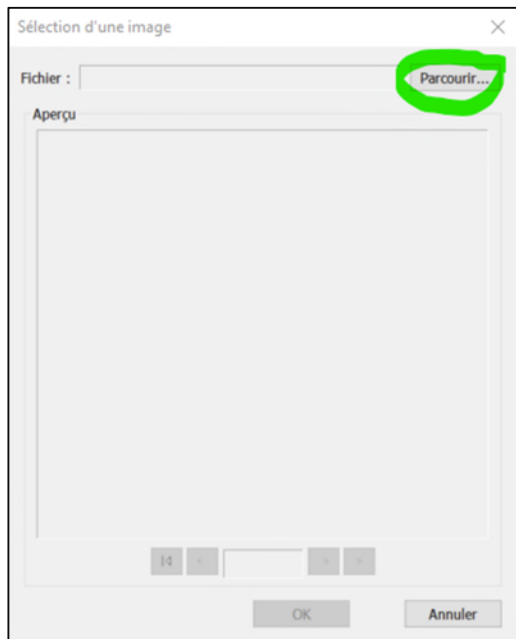 Sélection d'une image
Fichier :
Parcourir...
Aperçu
OK
Annuler